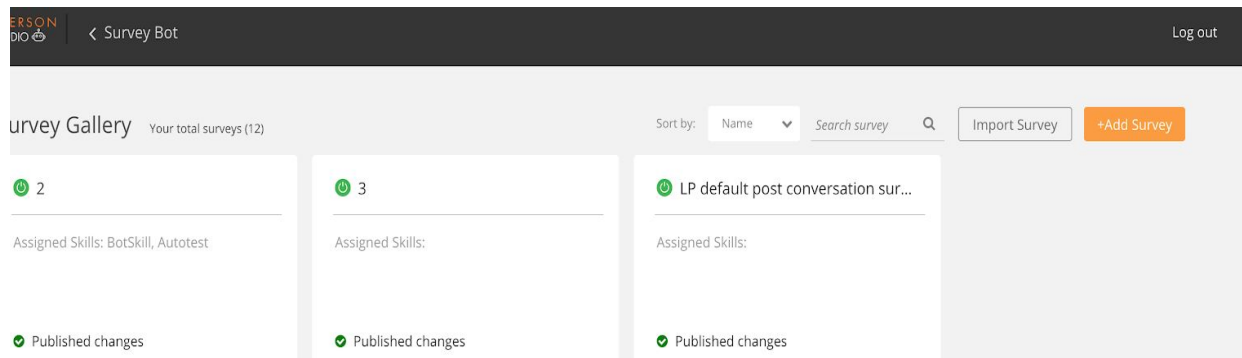 ERSON
DIO
Survey Bot
Log out
urvey Gallery
Your total surveys (12)
Sort by:
Name
Search survey
Import Survey
+Add Survey
2
3
LP default post conversation sur...
Assigned Skills: BotSkill, Autotest
Assigned Skills:
Assigned Skills:
Published changes
Published changes
Published changes